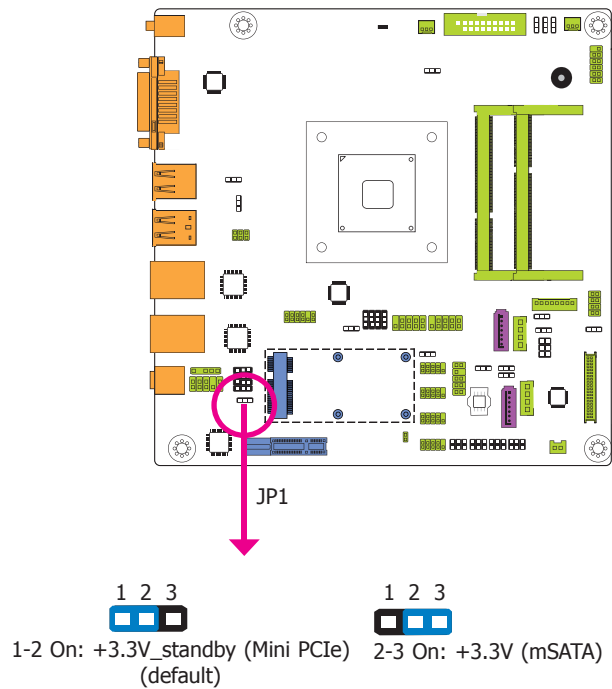 JP1
1 2 3
1-2 On: +3.3V_standby (Mini PCIe)
(default)
1 2 3
2-3 On: +3.3V (mSATA)